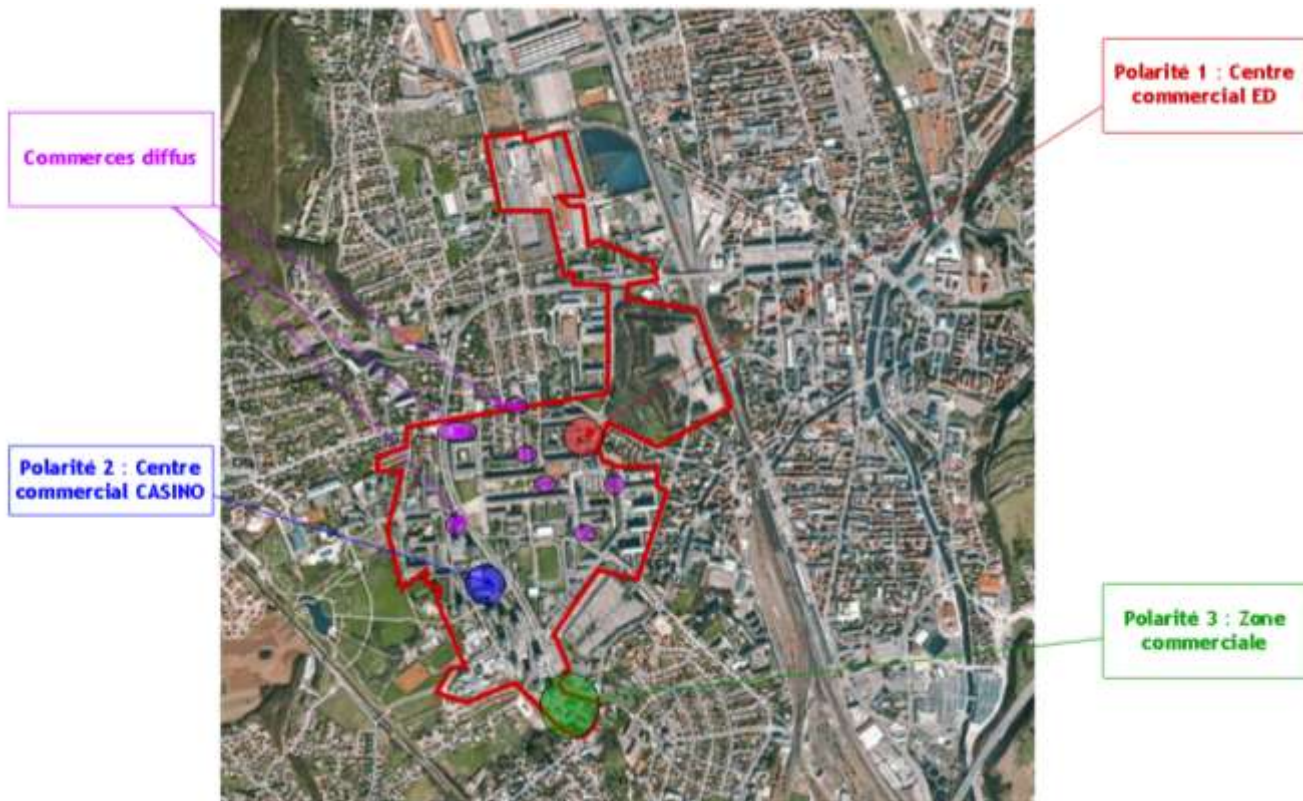 Polarité 1 : Centre
commercial ED
Commerces diffus
Polarité 2 : Centre
commercial CASINO
Polarité 3 : Zone
commerciale